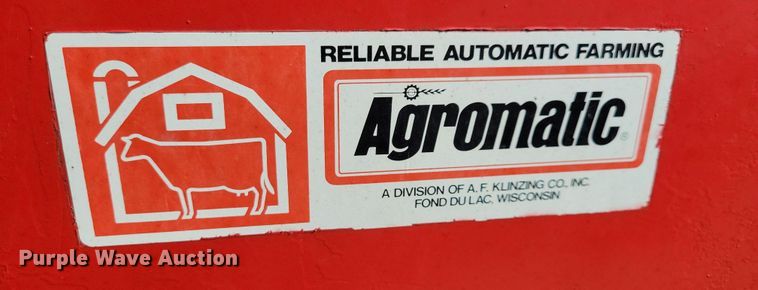 RELIABLE AUTOMATIC FARMING
Agromatic®
A DIVISION OF A. F. KLINZING CO., INC.
FOND DU LAC, WISCONSIN
Purple Wave Auction